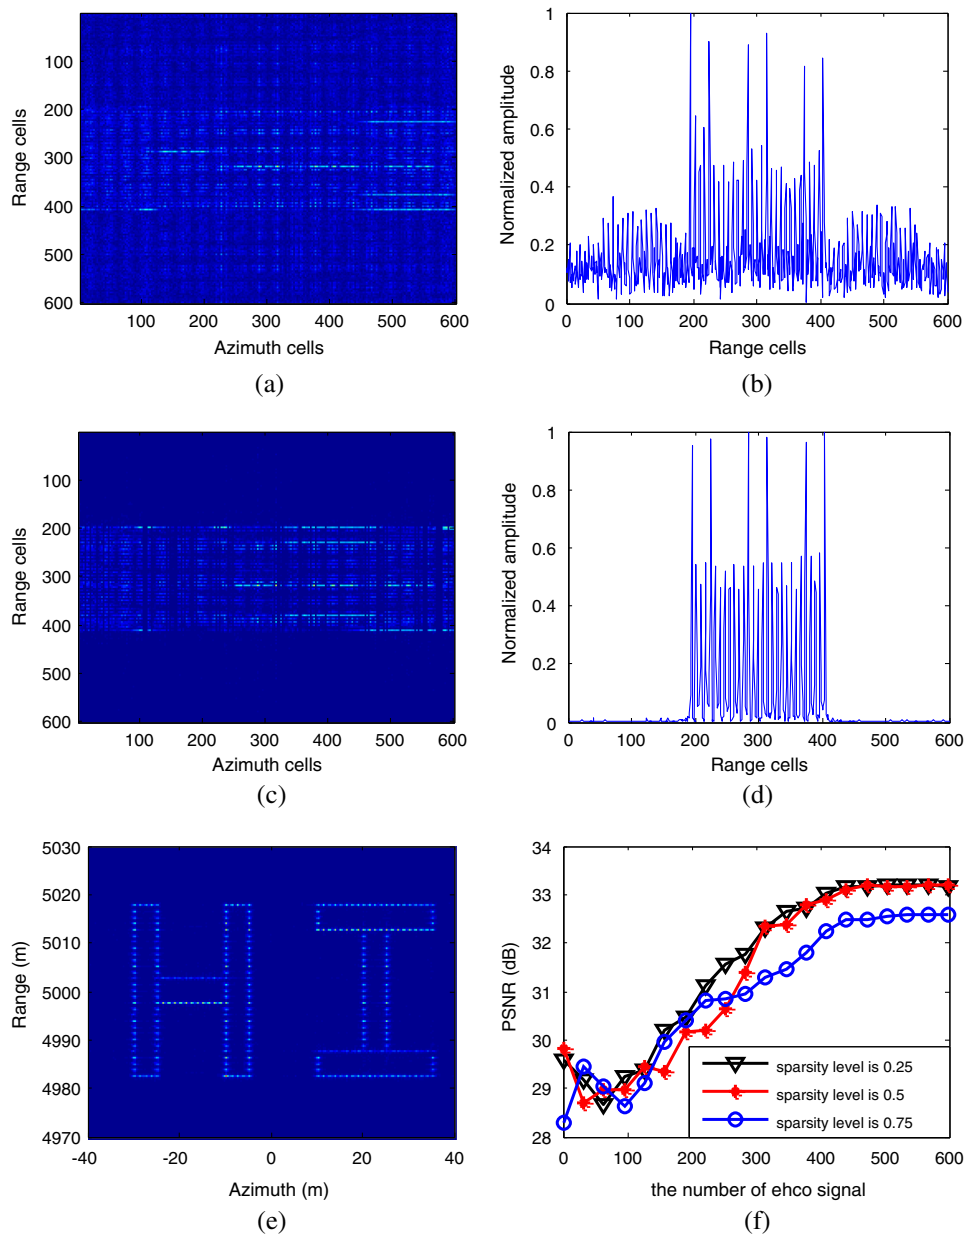 100
200
300
400
500
600
Range cells
100 200 300 400 500 600
Azimuth cells
(a)
1
0.8
0.6
0.4
0.2
0
Normalized amplitude
0 100 200 300 400 500 600
Range cells
(b)
100
200
300
400
500
600
Range cells
100 200 300 400 500 600
Azimuth cells
(c)
1
0.8
0.6
0.4
0.2
0
Normalized amplitude
0 100 200 300 400 500 600
Range cells
(d)
5030
5020
5010
5000
4990
4980
4970
Range (m)
-40 -20 0 20 40
Azimuth (m)
(e)
34
33
32
31
30
29
28
PSNR (dB)
sparsity level is 0.25
sparsity level is 0.5
sparsity level is 0.75
0 100 200 300 400 500 600
the number of ehco signal
(f)